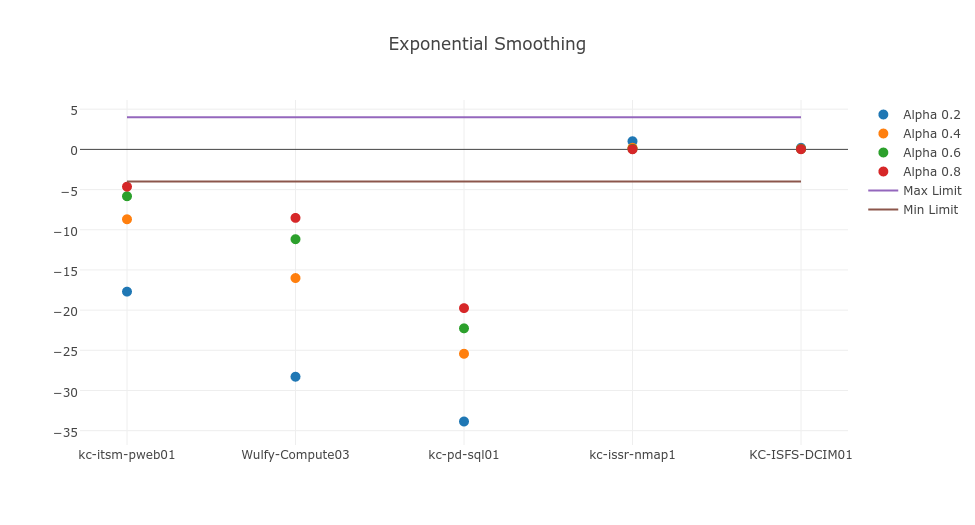 Exponential Smoothing
5
0
−5
−10
−15
−20
−25
−30
−35
kc-itsm-pweb01
Wulfy-Compute03
kc-pd-sql01
kc-issr-nmap1
KC-ISFS-DCIM01
Alpha 0.2
Alpha 0.4
Alpha 0.6
Alpha 0.8
Max Limit
Min Limit